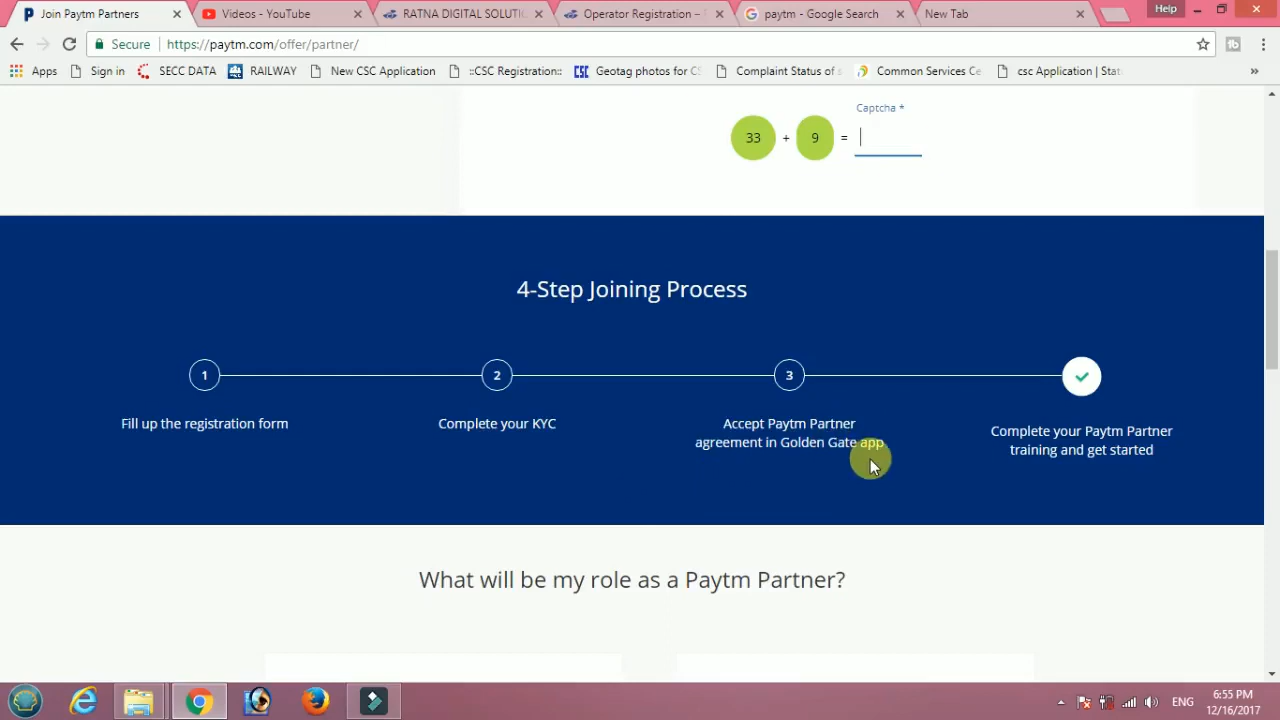 Join Paytm Partners
Videos - YouTube
RATNA DIGITAL SOLUTI
Operator Registration –
paytm - Google Search
New Tab
Help
Secure
https://paytm.com/offer/partner/
Apps
Sign in
SECC DATA
RAILWAY
New CSC Application
::CSC Registration::
CSC
Geotag photos for C
Complaint Status of
Common Services Ce
csc Application | Stat
Captcha *
33 + 9 =
4-Step Joining Process
1
2
3
Fill up the registration form
Complete your KYC
Accept Paytm Partner
agreement in Golden Gate app
Complete your Paytm Partner
training and get started
What will be my role as a Paytm Partner?
ENG
6:55 PM
12/16/2017